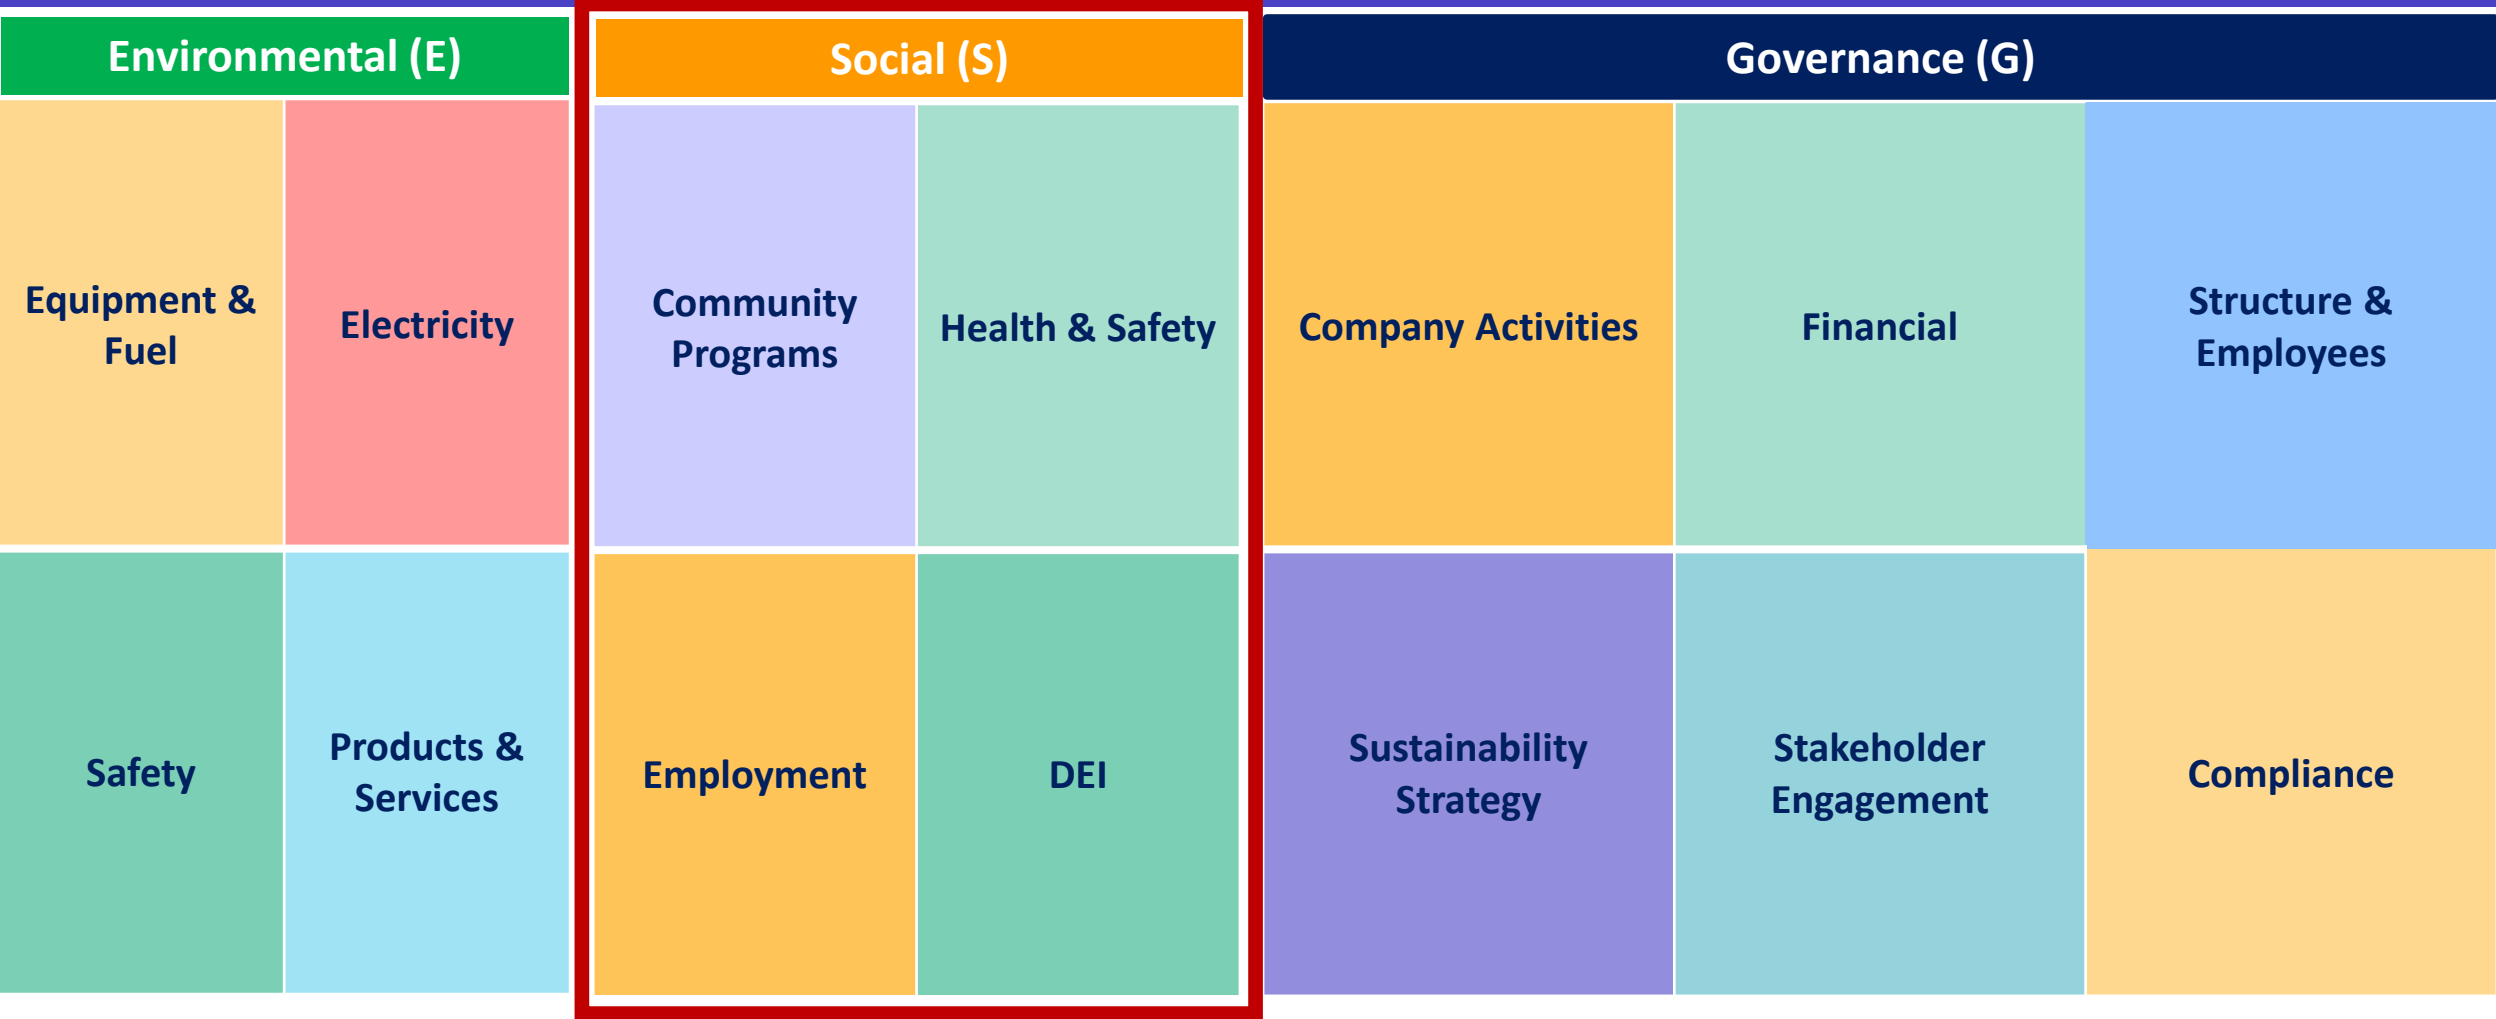 Environmental (E)
Social (S)
Governance (G)
Equipment &
Fuel
Electricity
Community
Programs
Health & Safety
Company Activities
Financial
Structure &
Employees
Safety
Products &
Services
Employment
DEI
Sustainability
Strategy
Stakeholder
Engagement
Compliance